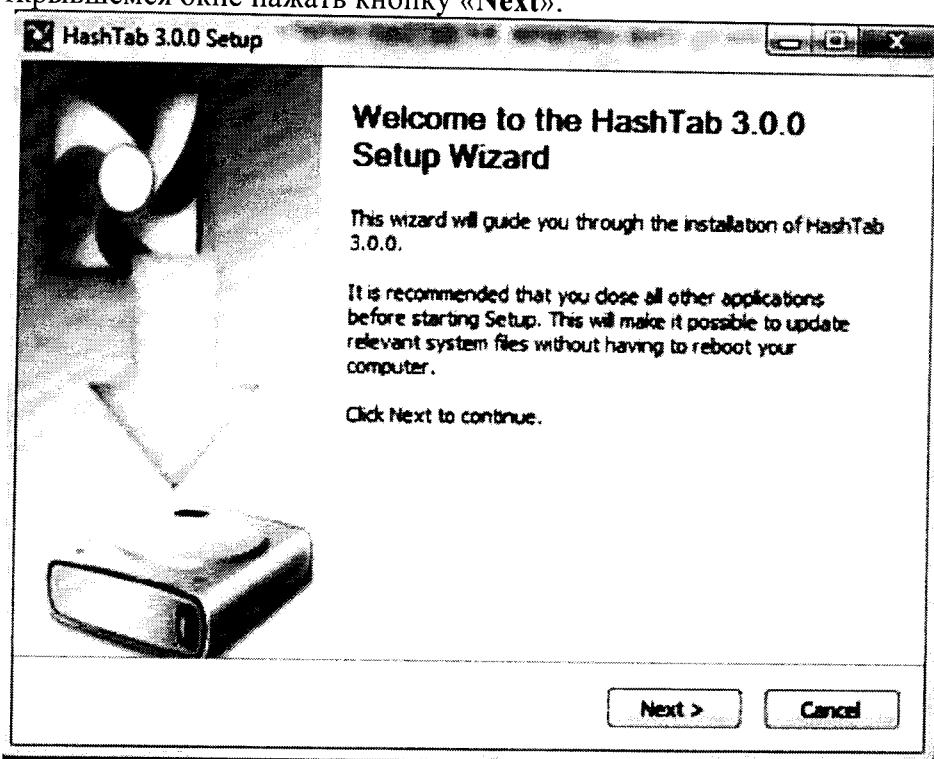 крывшемся окне нажать кнопку «Next».
HashTab 3.0.0 Setup
Welcome to the HashTab 3.0.0
Setup Wizard
This wizard will guide you through the installation of HashTab
3.0.0.
It is recommended that you close all other applications
before starting Setup. This will make it possible to update
relevant system files without having to reboot your
computer.
Click Next to continue.
Next >
Cancel